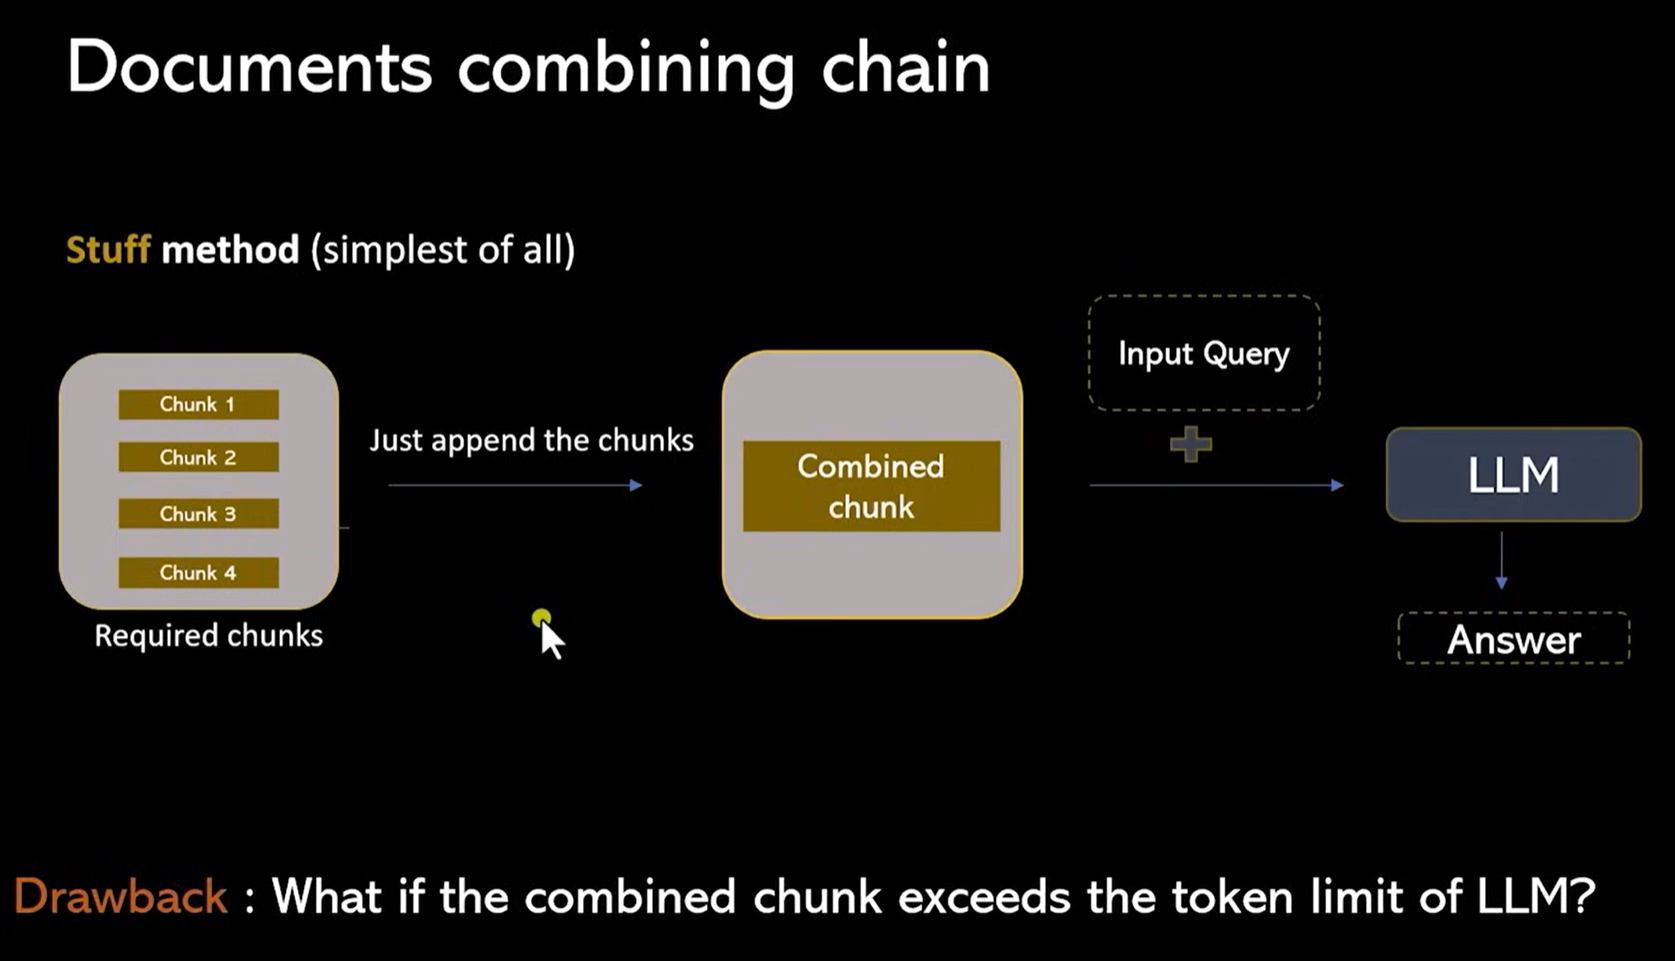 Documents combining chain
Stuff method (simplest of all)
Chunk 1
Chunk 2
Chunk 3
Chunk 4
Required chunks
Just append the chunks
Combined
chunk
Input Query
LLM
Answer
Drawback : What if the combined chunk exceeds the token limit of LLM?